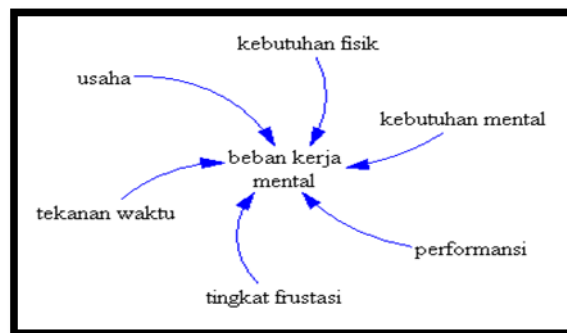 kebutuhan fisik
usaha
kebutuhan mental
beban kerja
mental
tekanan waktu
performansi
tingkat frustasi